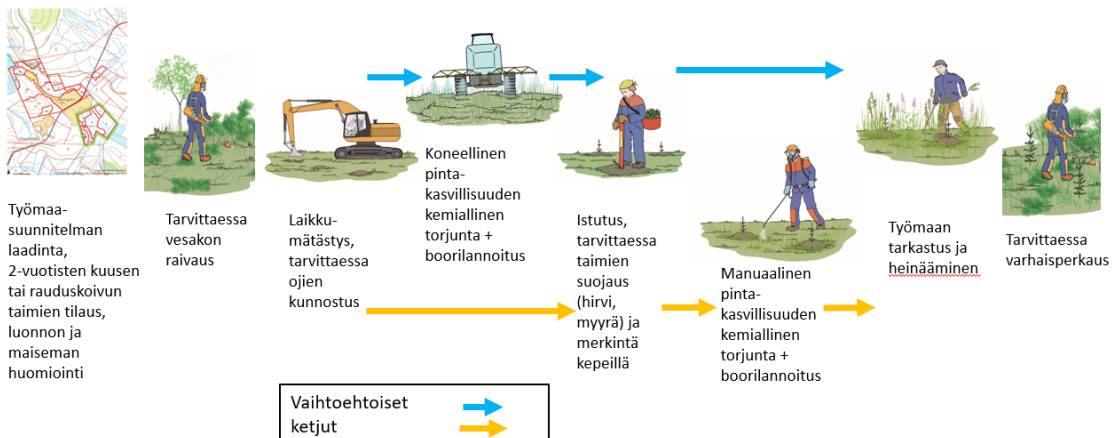 Työmaa-
suunnitelman
laadinta,
2-vuotisten kuusen
tai rauduskoivun
taimien tilaus,
luonnon ja
maiseman
huomiointi
Tarvittaessa
vesakon
raivaus
Laikku-
mätästys,
tarvittaessa
ojien
kunnostus
Koneellinen
pinta-
kasvillisuuden
kemiallinen
torjunta +
boorilannoitus
Istutus,
tarvittaessa
taimien
suojaus
(hirvi,
myyrä) ja
merkintä
kepeillä
Manuaalinen
pinta-
kasvillisuuden
kemiallinen
torjunta +
boorilannoitus
Työmaan
tarkastus ja
heinääminen
Tarvittaessa
varhaisperkaus
Vaihtoehtoiset
ketjut